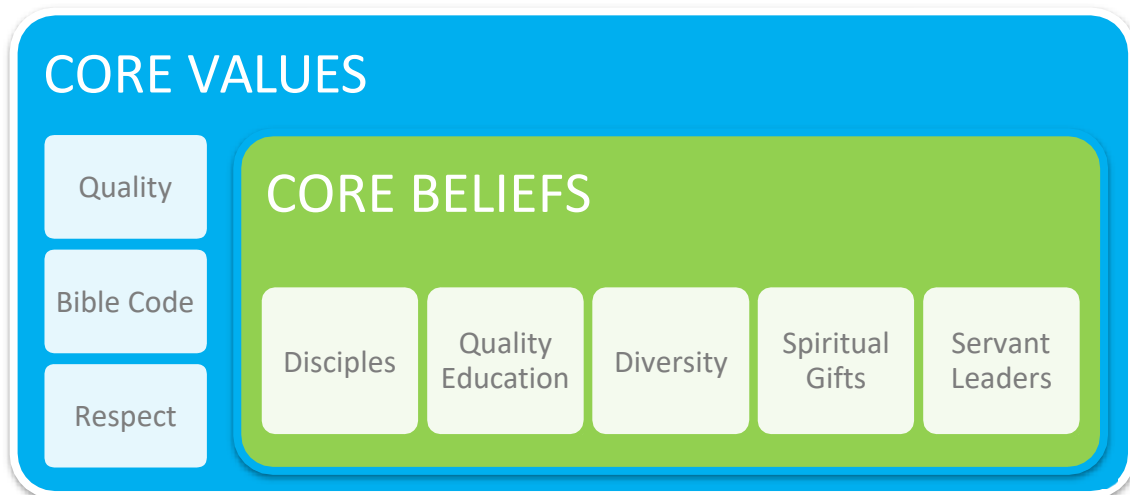 CORE VALUES
Quality
Bible Code
Respect
CORE BELIEFS
Disciples
Quality
Education
Diversity
Spiritual
Gifts
Servant
Leaders